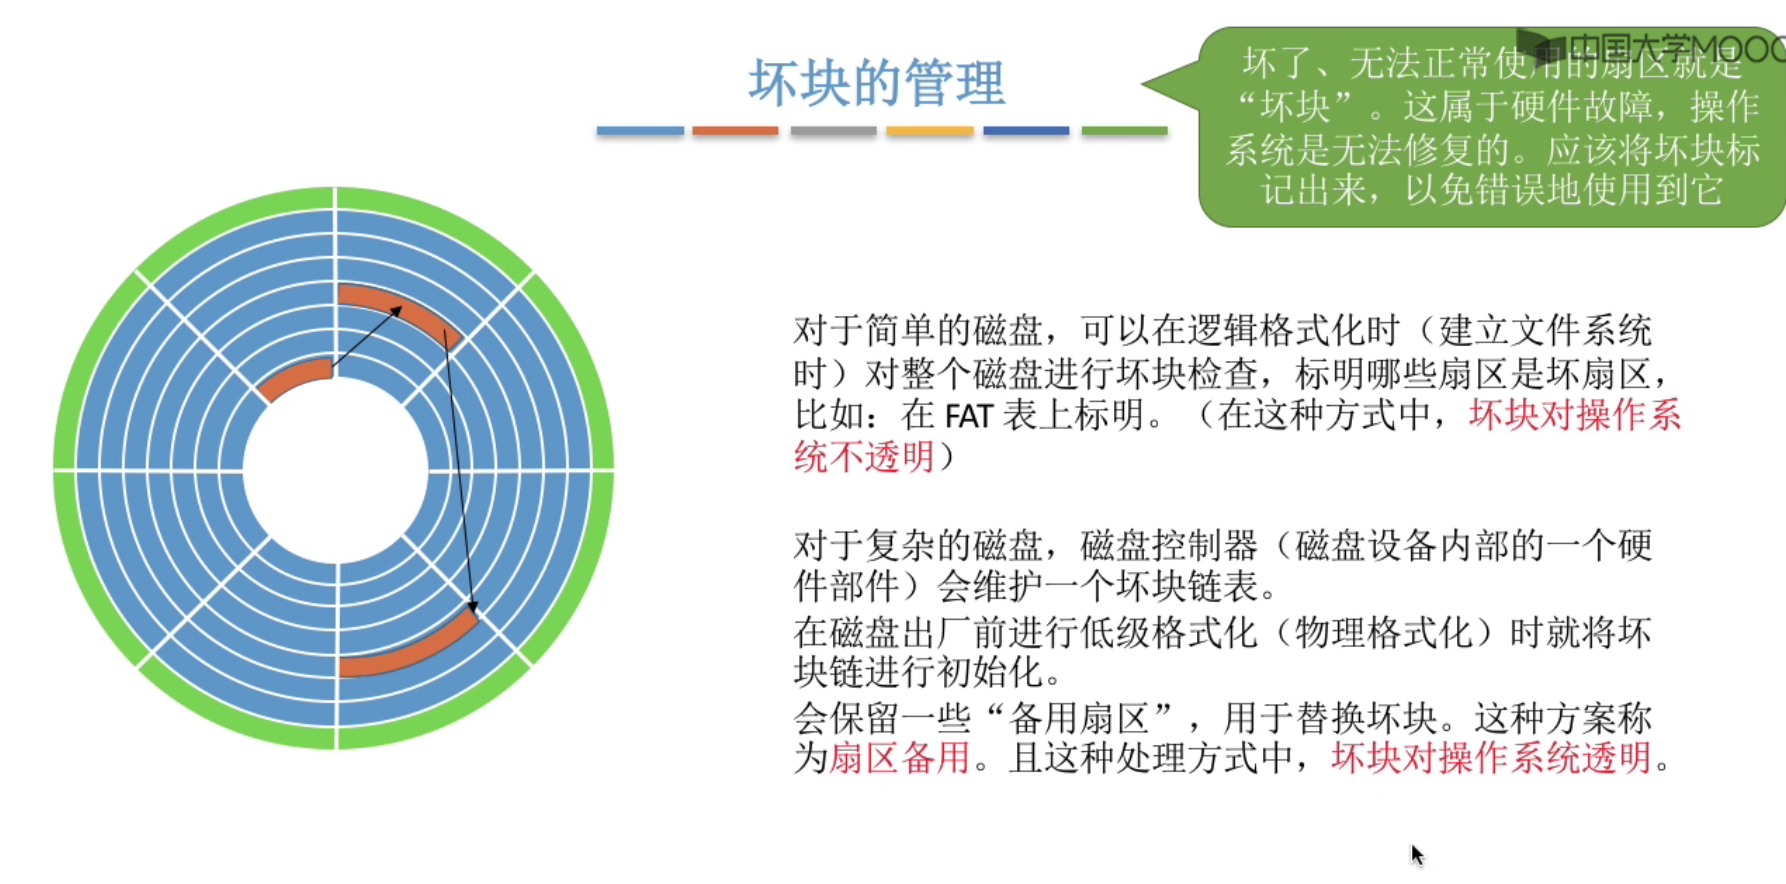 坏块的管理
中国大学MOOC
坏了、无法正常使用的扇区就是
“坏块”。这属于硬件故障，操作
系统是无法修复的。应该将坏块标
记出来，以免错误地使用到它
对于简单的磁盘，可以在逻辑格式化时（建立文件系统
时）对整个磁盘进行坏块检查，标明哪些扇区是坏扇区，
比如：在 FAT 表上标明。（在这种方式中，坏块对操作系
统不透明）
对于复杂的磁盘，磁盘控制器（磁盘设备内部的一个硬
件部件）会维护一个坏块链表。
在磁盘出厂前进行低级格式化（物理格式化）时就将坏
块链进行初始化。
会保留一些“备用扇区”，用于替换坏块。这种方案称
为扇区备用。且这种处理方式中，坏块对操作系统透明。